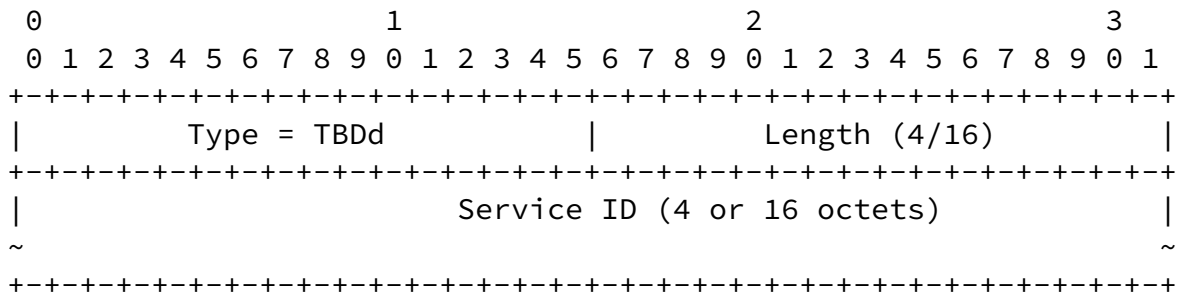 0                   1                   2                   3
 0 1 2 3 4 5 6 7 8 9 0 1 2 3 4 5 6 7 8 9 0 1 2 3 4 5 6 7 8 9 0 1
+-+-+-+-+-+-+-+-+-+-+-+-+-+-+-+-+-+-+-+-+-+-+-+-+-+-+-+-+-+-+-+-+
|         Type = TBDd           |         Length (4/16)         |
+-+-+-+-+-+-+-+-+-+-+-+-+-+-+-+-+-+-+-+-+-+-+-+-+-+-+-+-+-+-+-+-+
|                        Service ID (4 or 16 octets)            |
~                                                               ~
+-+-+-+-+-+-+-+-+-+-+-+-+-+-+-+-+-+-+-+-+-+-+-+-+-+-+-+-+-+-+-+-+